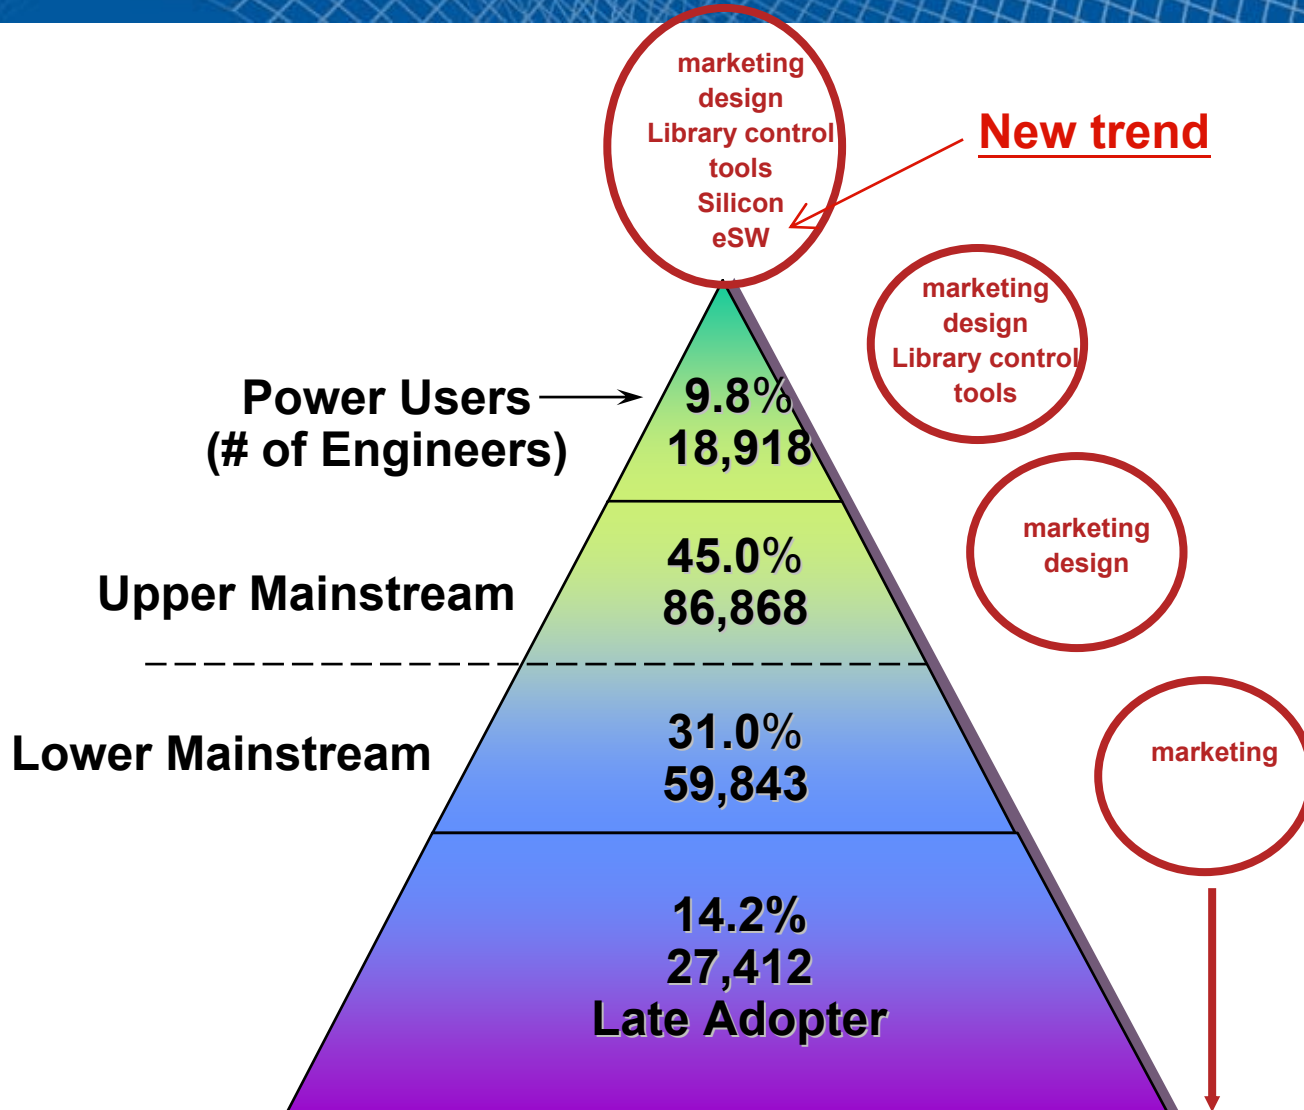 marketing
design
Library control
tools
Silicon
eSW
New trend
marketing
design
Library control
tools
Power Users
(# of Engineers)
9.8%
18,918
marketing
design
Upper Mainstream
45.0%
86,868
Lower Mainstream
31.0%
59,843
marketing
14.2%
27,412
Late Adopter